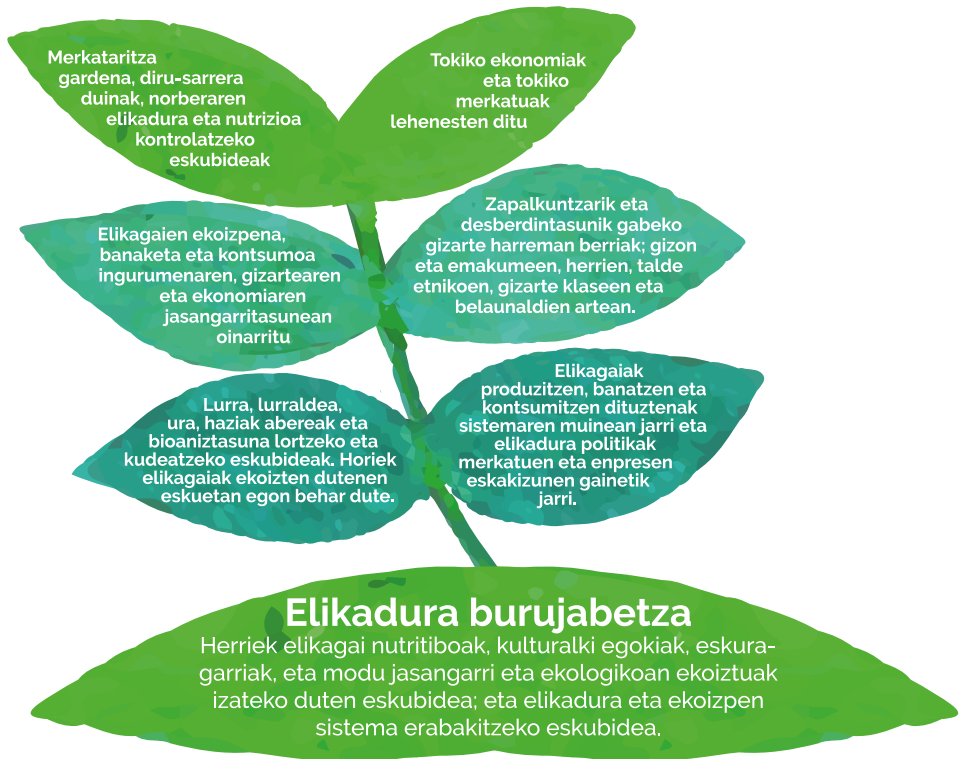 Merkataritza
gardena, diru-sarrera
duinak, norberaren
elikadura eta nutrizioa
kontrolatzeko
eskubideak
Tokiko ekonomiak
eta tokiko
merkatuak
lehenesten ditu
Elikagaien ekoizpena,
banaketa eta kontsumoa
ingurumenaren, gizartearen
eta ekonomiaren
jasangarritasunean
oinarritu
Zapalkuntzarik eta
desberdintasunik gabeko
gizarte harreman berriak; gizon
eta emakumeen, herrien, talde
etnikoen, gizarte klaseen eta
belaunaldien artean.
Lurra, lurraldea,
ura, haziak abereak eta
bioaniztasuna lortzeko eta
kudeatzeko eskubideak. Horiek
elikagaiak ekoizten dutenen
eskuetan egon behar dute.
Elikagaiak
produzitzen, banatzen eta
kontsumitzen dituztenak
sistemaren muinean jarri eta
elikadura politikak
merkatuen eta enpresen
eskakizunen gainetik
jarri.
Elikadura burujabetza
Herriek elikagai nutritiboak, kulturalki egokiak, eskura-
garriak, eta modu jasangarri eta ekologikoan ekoiztuak
izateko duten eskubidea; eta elikadura eta ekoizpen
sistema erabakitzeko eskubidea.